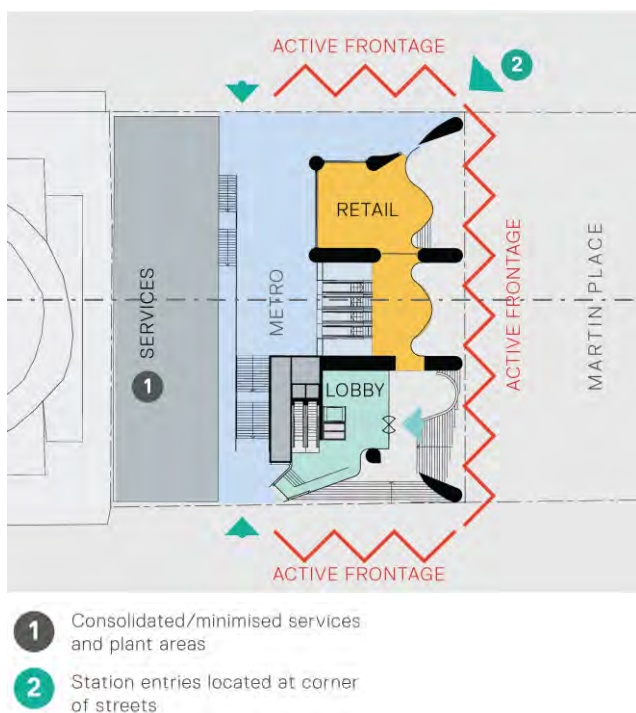 ACTIVE FRONTAGE
2
RETAIL
SERVICES
METRO
ACTIVE FRONTAGE
MARTIN PLACE
1
LOBBY
ACTIVE FRONTAGE
1 Consolidated/minimised services
and plant areas
2 Station entries located at corner
of streets